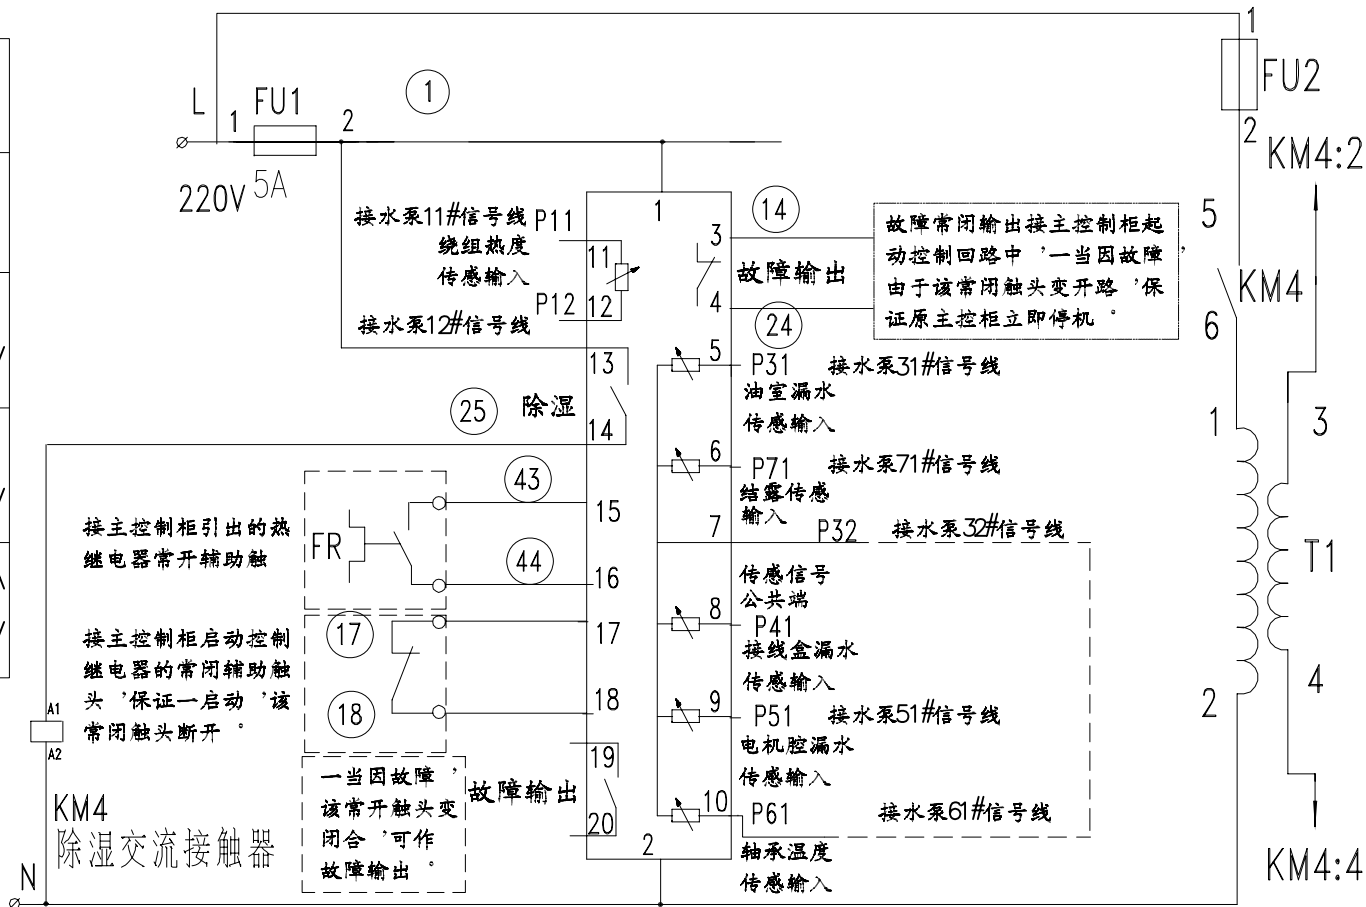 1
FU2
2
KM4:2
L
FU1
1
2
1
5A
220V
接水泵11#信号线
P11
绕组热度
传感输入
11
P12
12
接水泵12#信号线
1
3
14
故障输出
4
24
故障常闭输出接主控制柜起
动控制回路中，一当因故障，
由于该常闭触头变开路，保
证原主控柜立即停机。
5
KM4
6
13
25
除湿
14
5
P31
接水泵31#信号线
油室漏水
传感输入
6
P71
接水泵71#信号线
结露传感
输入
7
P32
接水泵32#信号线
传感信号
公共端
8
P41
接线盒漏水
传感输入
9
P51
接水泵51#信号线
电机腔漏水
传感输入
10
P61
接水泵61#信号线
轴承温度
传感输入
接主控制柜引出的热
继电器常开辅助触
FR
43
15
44
16
接主控制柜启动控制
继电器的常闭辅助触
头，保证一启动，该
常闭触头断开。
17
17
18
18
19
故障输出
20
2
一当因故障，
该常开触头变
闭合，可作
故障输出。
A1
A2
KM4
除湿交流接触器
N
1
2
3
T1
4
KM4:4